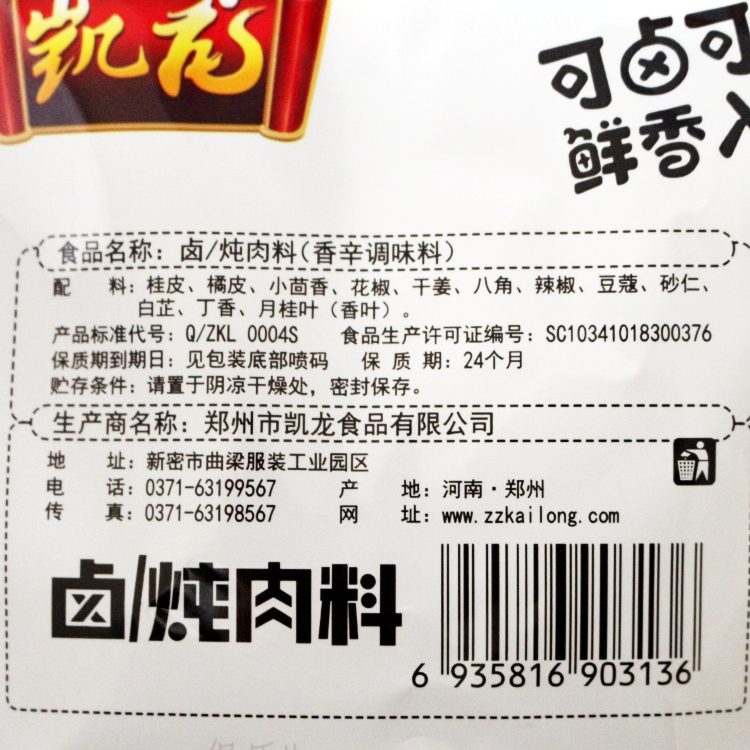 凯龙
可卤可
鲜香入
食品名称：卤/炖肉料（香辛调味料）
配 料：桂皮、橘皮、小茴香、花椒、干姜、八角、辣椒、豆蔻、砂仁、
白芷、丁香、月桂叶（香叶）。
产品标准代号：Q/ZKL 0004S 食品生产许可证编号：SC10341018300376
保质期到期日：见包装底部喷码 保 质 期：24个月
贮存条件：请置于阴凉干燥处，密封保存。
生产商名称：郑州市凯龙食品有限公司
地 址：新密市曲梁服装工业园区
电 话：0371-63199567 产 地：河南·郑州
传 真：0371-63198567 网 址：www.zzkailong.com
卤/炖肉料
6 935816 903136